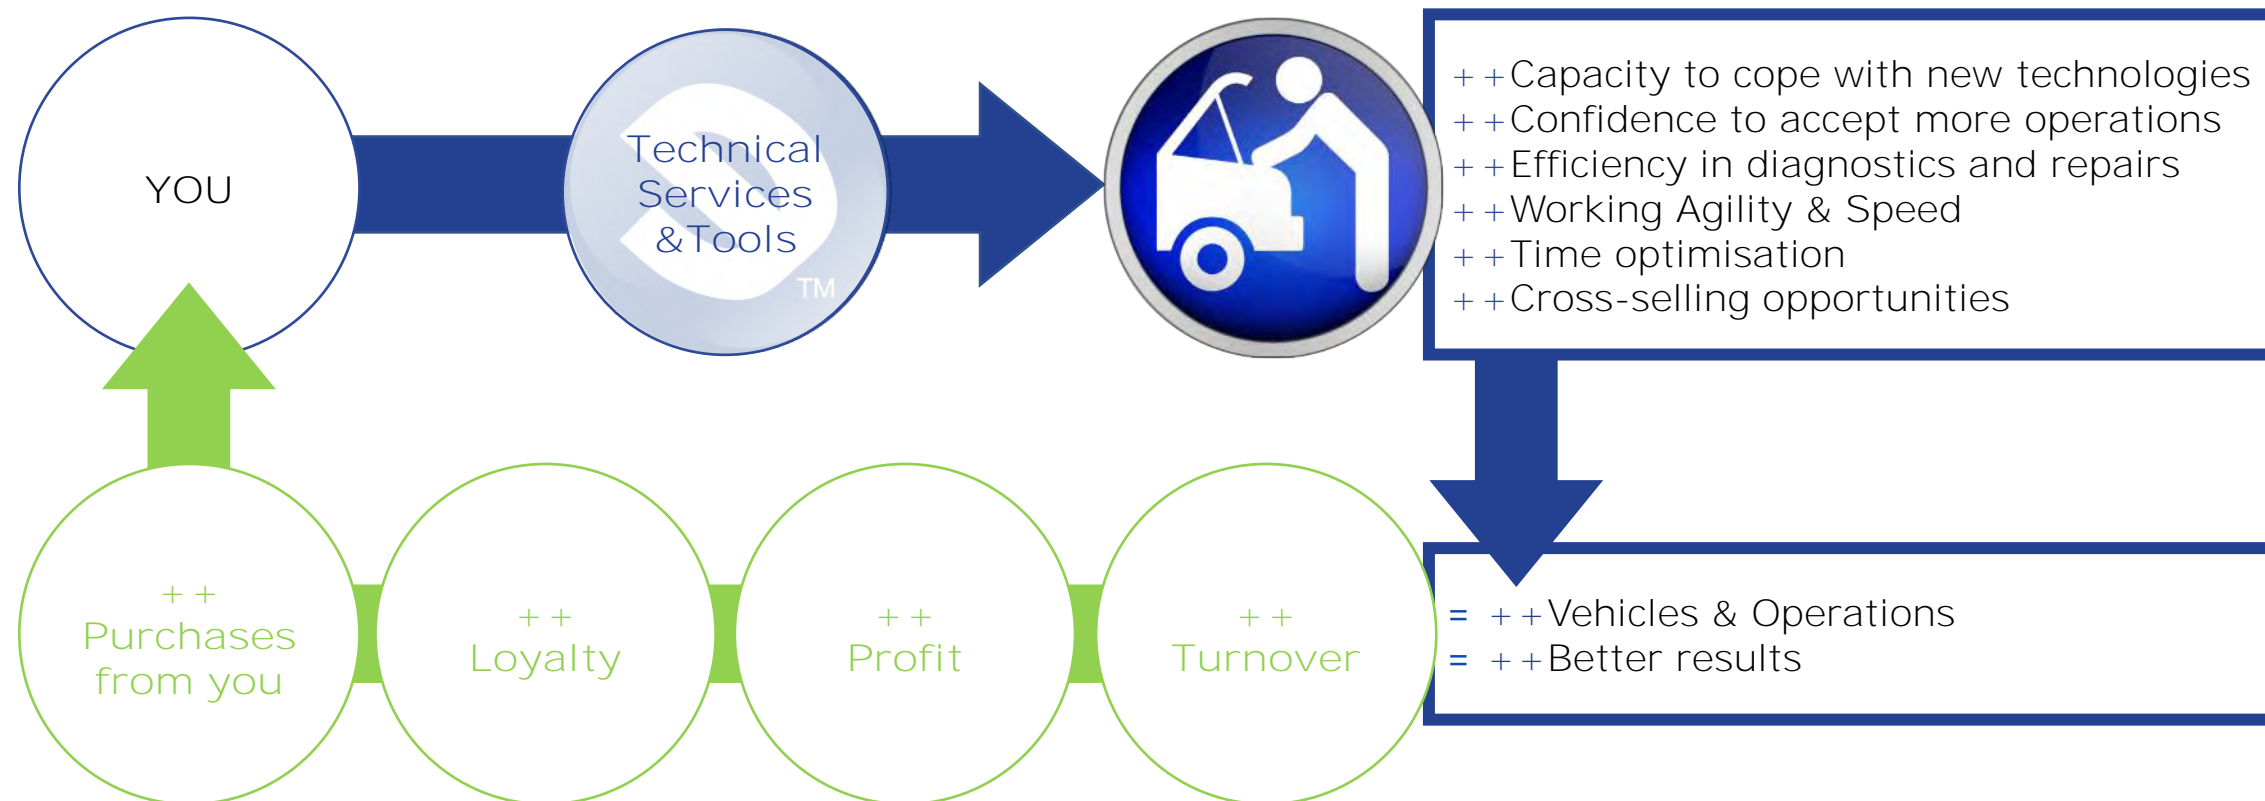 YOU
Technical
Services
&Tools
TM
++Capacity to cope with new technologies
++Confidence to accept more operations
++Efficiency in diagnostics and repairs
++Working Agility & Speed
++Time optimisation
++Cross-selling opportunities
++
Purchases
from you
++
Loyalty
++
Profit
++
Turnover
= ++Vehicles & Operations
= ++Better results